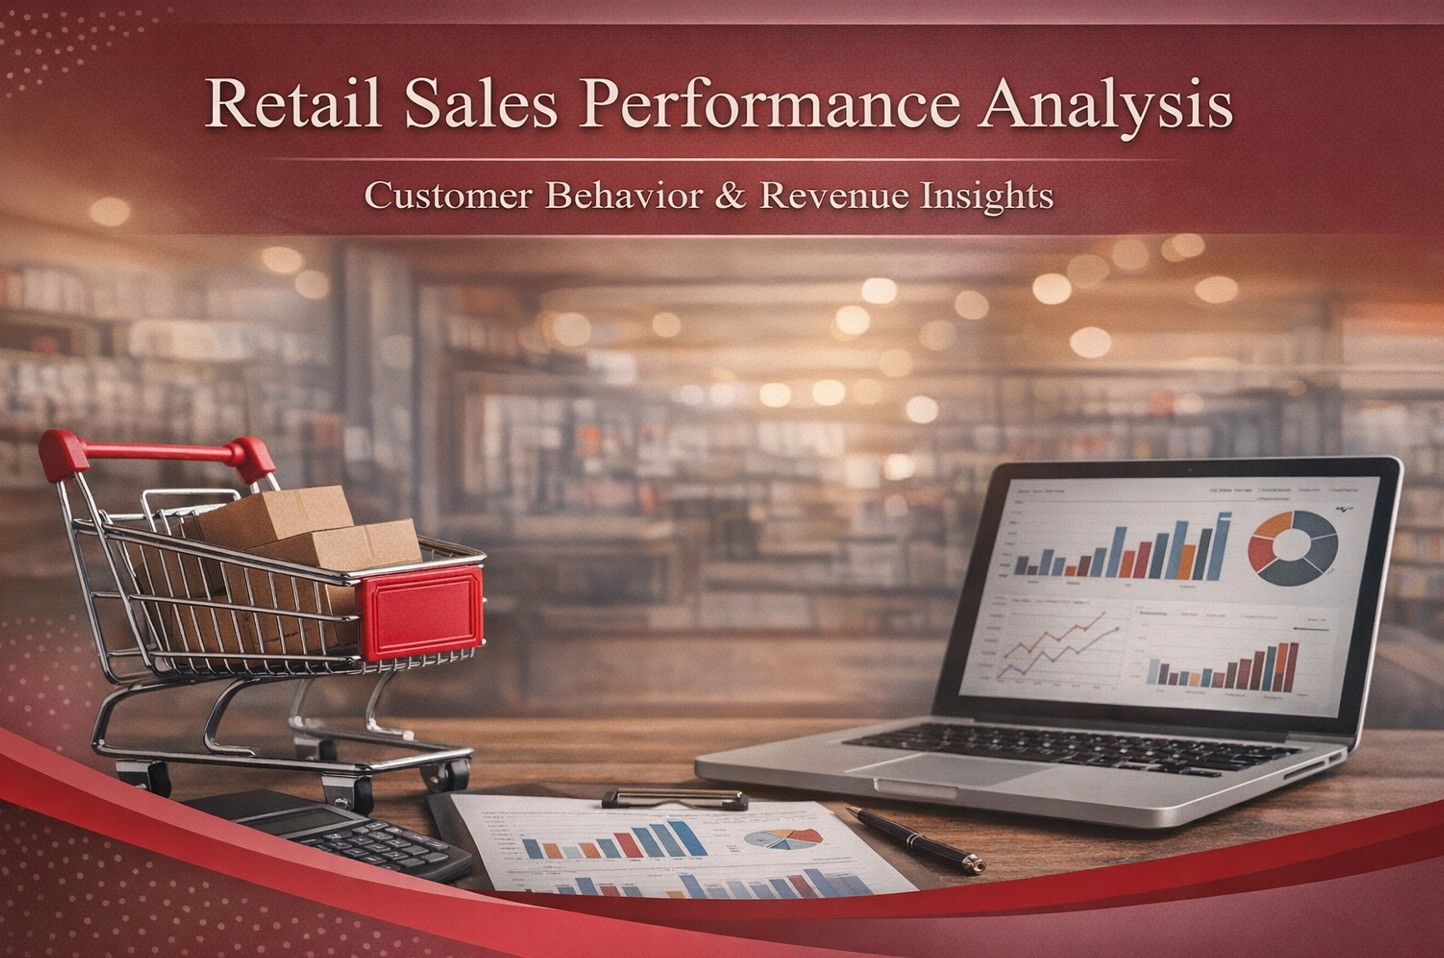 Retail Sales Performance Analysis
Customer Behavior & Revenue Insights